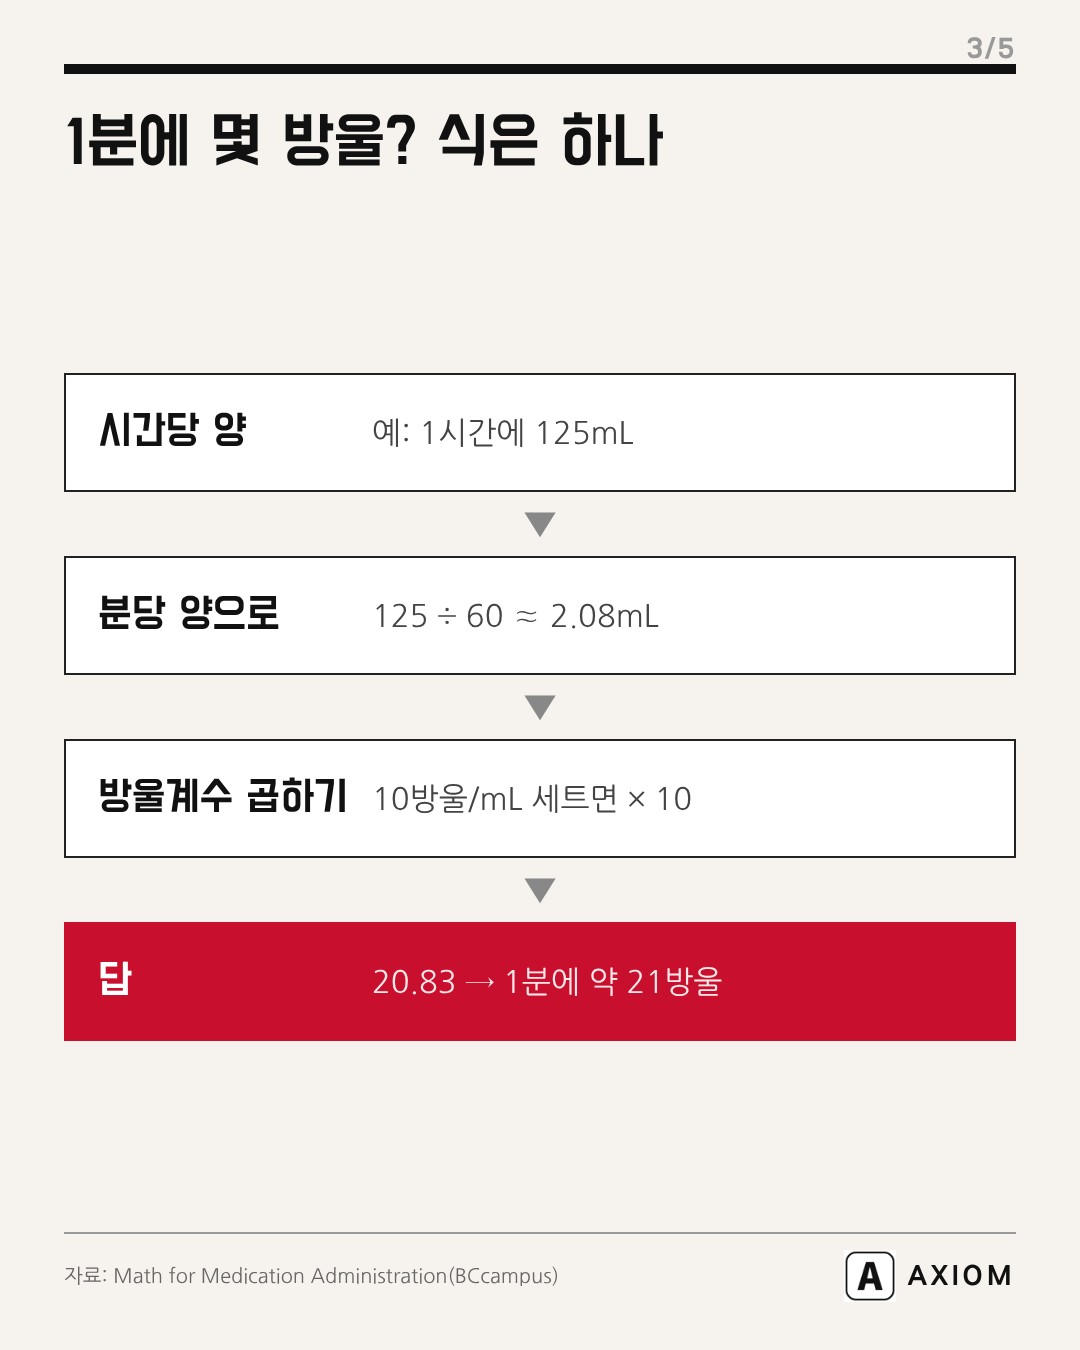 3/5
1분에 몇 방울? 식은 하나
시간당 양 예: 1시간에 125mL
▼
분당 양으로 125 ÷ 60 ≈ 2.08mL
▼
방울계수 곱하기 10방울/mL 세트면 × 10
▼
답 20.83 → 1분에 약 21방울
자료: Math for Medication Administration(BCcampus)
A AXIOM